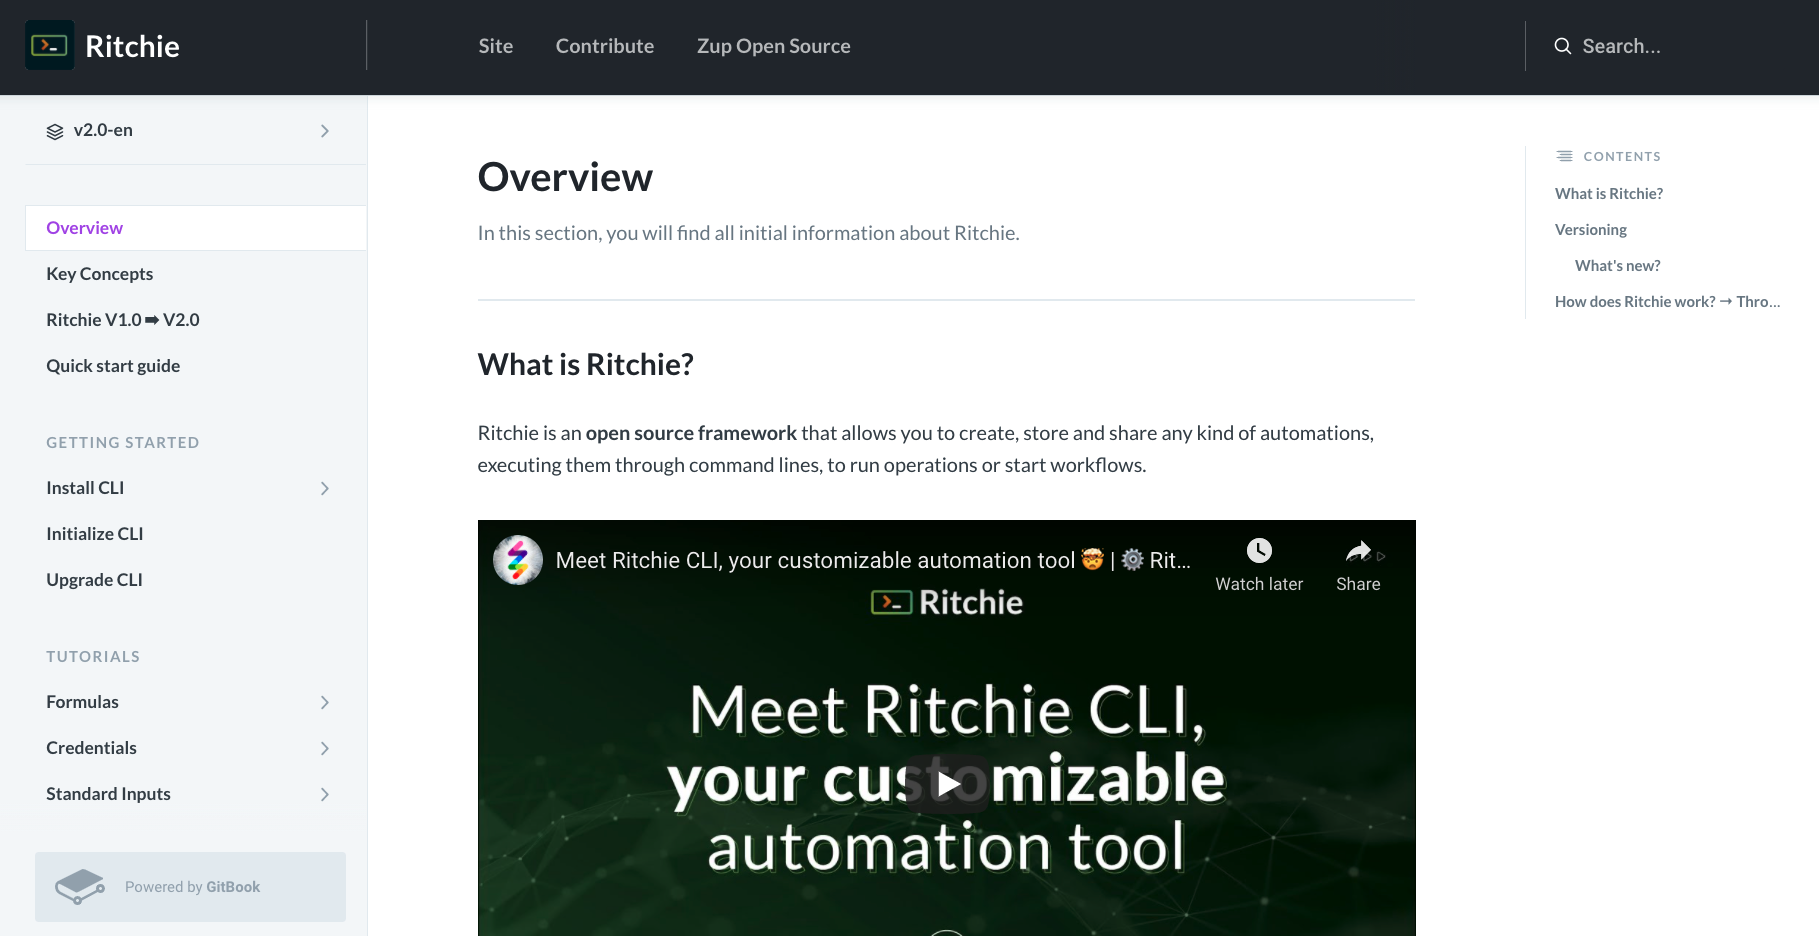 Ritchie
Site
Contribute
Zup Open Source
Search...
v2.0-en
Overview
Key Concepts
Ritchie V1.0 ➡ V2.0
Quick start guide
GETTING STARTED
Install CLI
Initialize CLI
Upgrade CLI
TUTORIALS
Formulas
Credentials
Standard Inputs
Powered by GitBook
Overview
In this section, you will find all initial information about Ritchie.
What is Ritchie?
Ritchie is an open source framework that allows you to create, store and share any kind of automations,
executing them through command lines, to run operations or start workflows.
Meet Ritchie CLI, your customizable automation tool 🤯 | ⚙️ Rit...
Watch later
Share
Ritchie
Meet Ritchie CLI,
your customizable
automation tool
CONTENTS
What is Ritchie?
Versioning
What's new?
How does Ritchie work? → Thro...